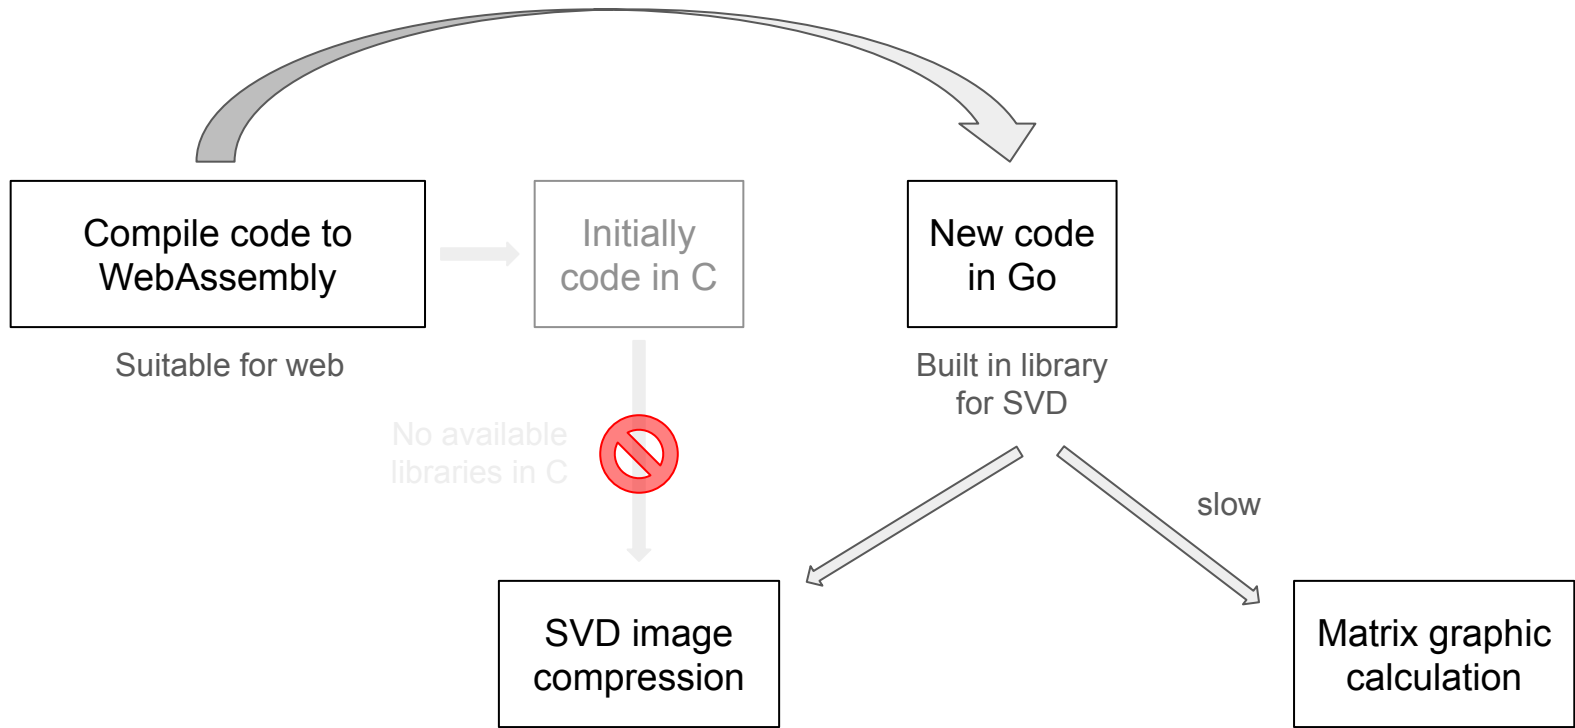 Compile code to
WebAssembly
Initially
code in C
New code
in Go
Suitable for web
Built in library
for SVD
No available
libraries in C
slow
SVD image
compression
Matrix graphic
calculation